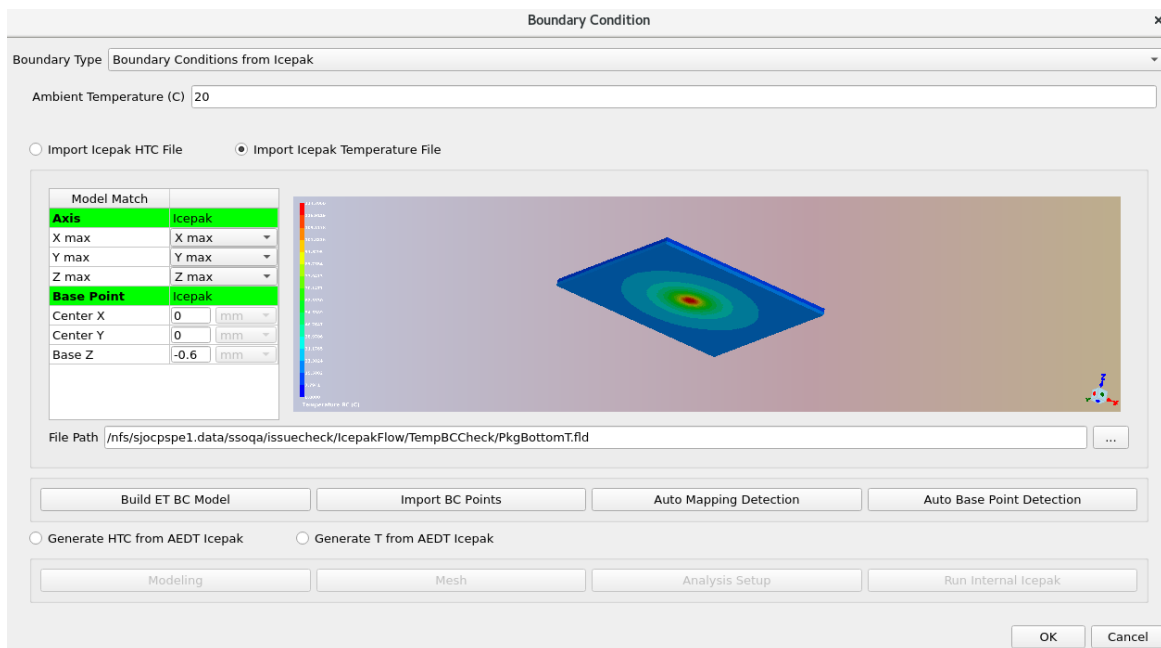 Boundary Condition
Boundary Type Boundary Conditions from Icepak
Ambient Temperature (C) 20
Import Icepak HTC File Import Icepak Temperature File
Model Match
Axis Icepak
X max X max
Y max Y max
Z max Z max
Base Point Icepak
Center X 0 mm
Center Y 0 mm
Base Z -0.6 mm
Temperature BC (C)
Z
File Path /nfs/sjocpspe1.data/ssoqa/issuecheck/IcepakFlow/TempBCCheck/PkgBottomT.fld ...
Build ET BC Model Import BC Points Auto Mapping Detection Auto Base Point Detection
Generate HTC from AEDT Icepak Generate T from AEDT Icepak
Modeling Mesh Analysis Setup Run Internal Icepak
OK Cancel